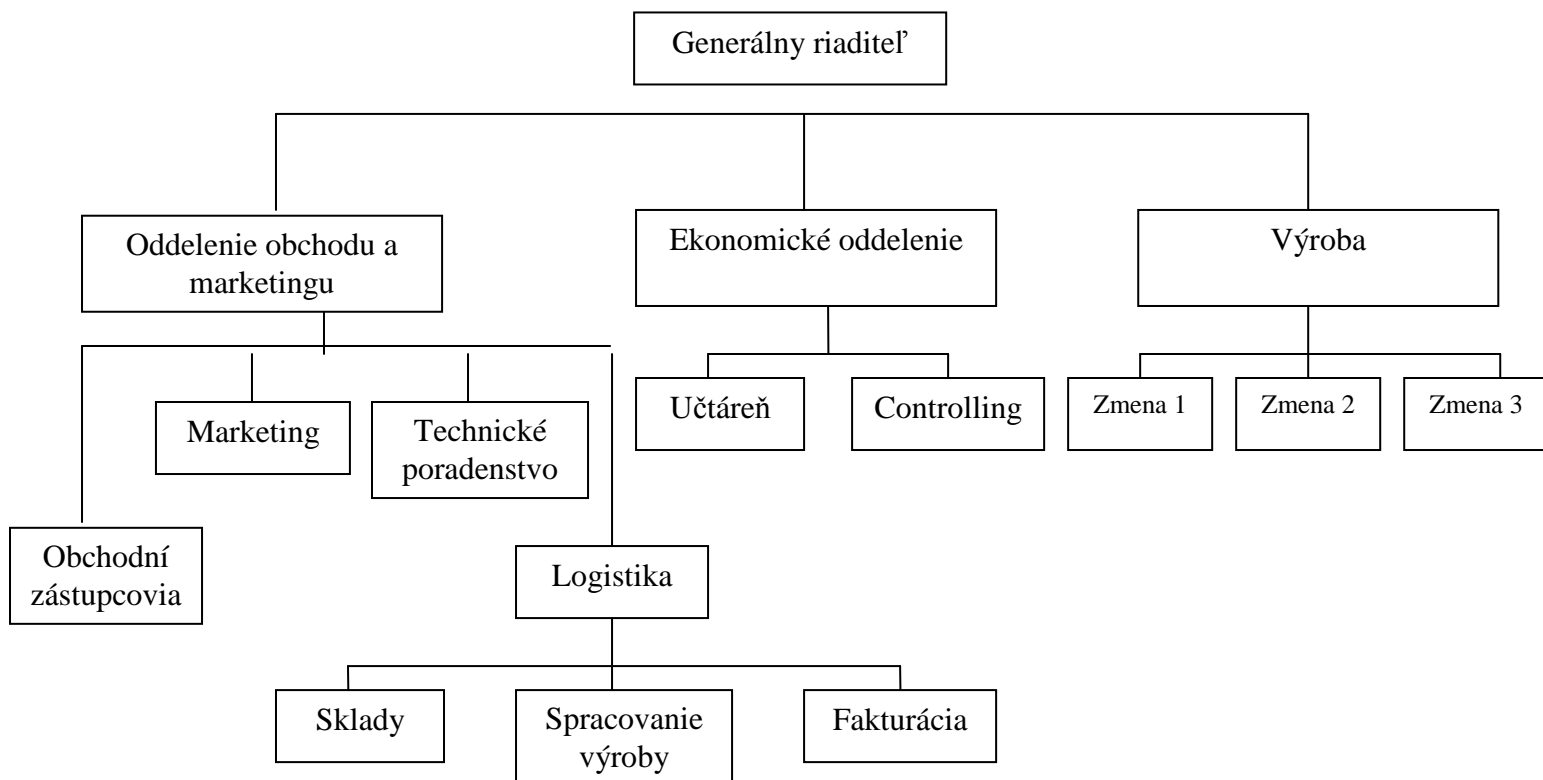 Generálny riaditeľ
Oddelenie obchodu a
marketingu
Ekonomické oddelenie
Výroba
Učtáreň
Controlling
Zmena 1
Zmena 2
Zmena 3
Marketing
Technické
poradenstvo
Obchodní
zástupcovia
Logistika
Sklady
Spracovanie
výroby
Fakturácia